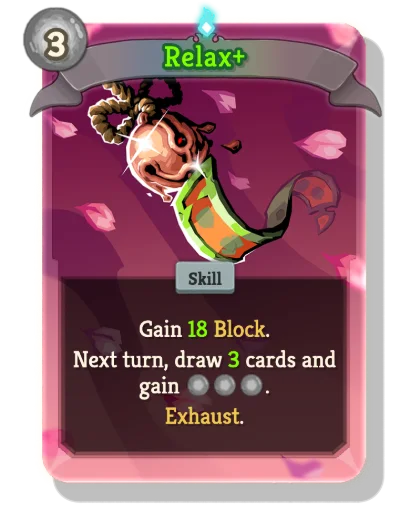 3
Relax+
Skill
Gain 18 Block.
Next turn, draw 3 cards and
gain .
Exhaust.